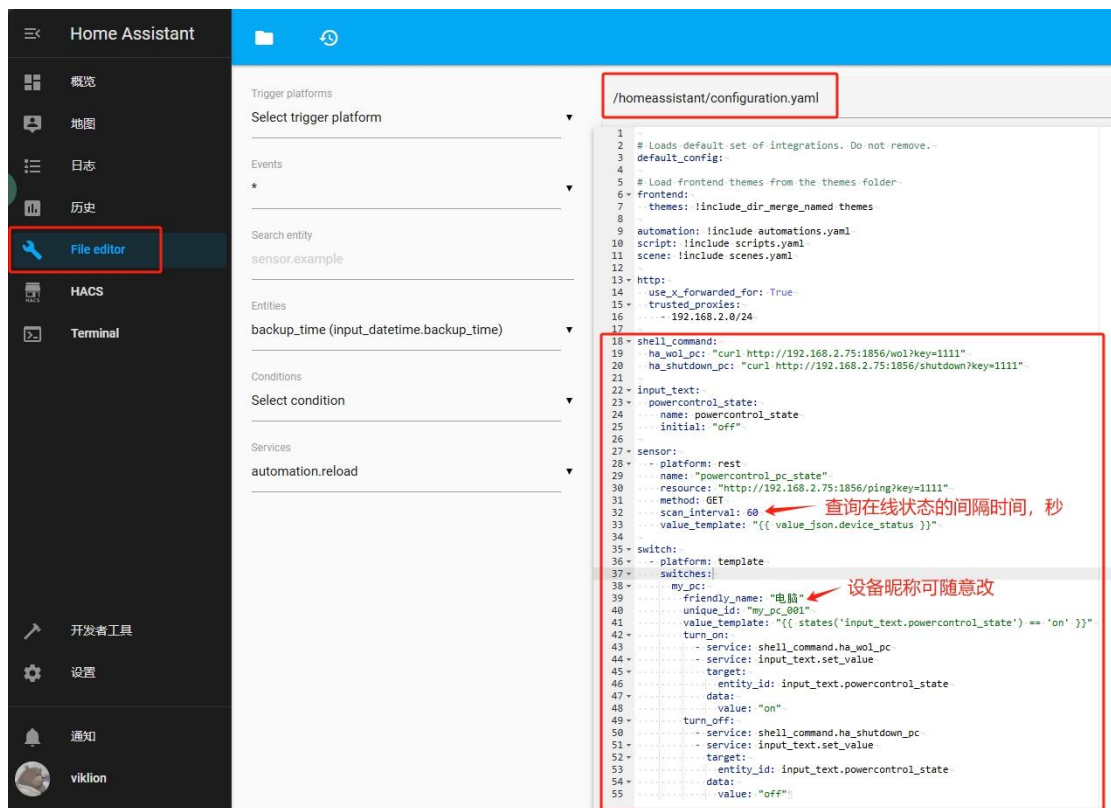 Home Assistant
概览
地图
日志
历史
File editor
HACS
HACS
Terminal
开发者工具
设置
通知
viklion
Trigger platforms
Select trigger platform
Events
*
Search entity
sensor.example
Entities
backup_time (input_datetime.backup_time)
Conditions
Select condition
Services
automation.reload
/homeassistant/configuration.yaml
1
2 # Loads default set of integrations. Do not remove.
3 default_config:
4
5 # Load frontend themes from the themes folder
6 frontend:
7   themes: !include_dir_merge_named themes
8
9 automation: !include automations.yaml
10 script: !include scripts.yaml
11 scene: !include scenes.yaml
12
13 http:
14   use_x_forwarded_for: True
15   trusted_proxies:
16     - 192.168.2.0/24
17
18 shell_command:
19   ha_wol_pc: "curl http://192.168.2.75:1856/wol?key=1111"
20   ha_shutdown_pc: "curl http://192.168.2.75:1856/shutdown?key=1111"
21
22 input_text:
23   powercontrol_state:
24     name: powercontrol_state
25     initial: "off"
26
27 sensor:
28   - platform: rest
29     name: "powercontrol_pc_state"
30     resource: "http://192.168.2.75:1856/ping?key=1111"
31     method: GET
32     scan_interval: 60 查询在线状态的间隔时间，秒
33     value_template: "{{ value_json.device_status }}"
34
35 switch:
36   - platform: template
37     switches:
38       my_pc:
39         friendly_name: "电脑" 设备昵称可随意改
40         unique_id: "my_pc_001"
41         value_template: "{{ states('input_text.powercontrol_state') == 'on' }}"
42         turn_on:
43           - service: shell_command.ha_wol_pc
44           - service: input_text.set_value
45             target:
46               entity_id: input_text.powercontrol_state
47             data:
48               value: "on"
49         turn_off:
50           - service: shell_command.ha_shutdown_pc
51           - service: input_text.set_value
52             target:
53               entity_id: input_text.powercontrol_state
54             data:
55               value: "off"